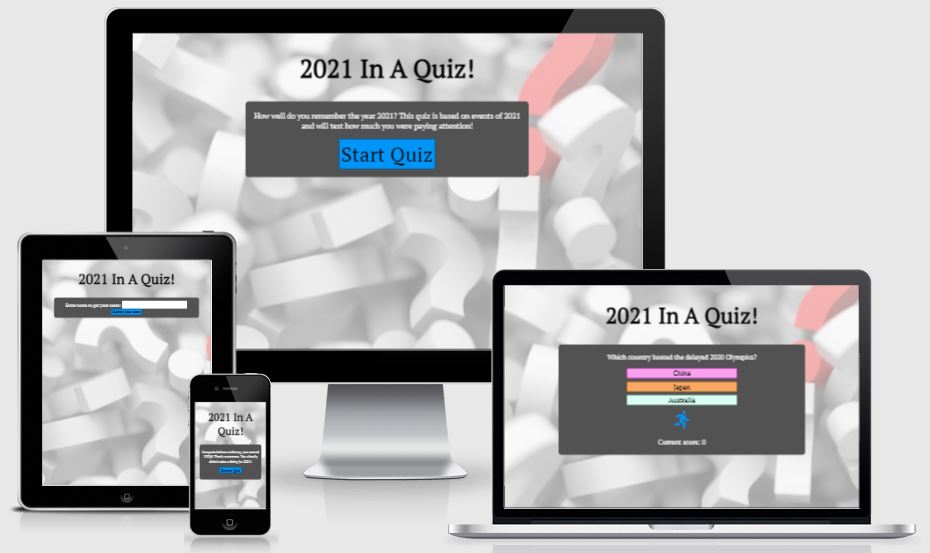 2021 In A Quiz!
How well do you remember the year 2021? This quiz is based on events of 2021
and will test how much you were paying attention!
Start Quiz
2021 In A Quiz!
Enter name to get your score:
2021 In A
Quiz!
2021 In A Quiz!
Which country hosted the delayed 2020 Olympics?
China
Japan
Australia
Current score: 0